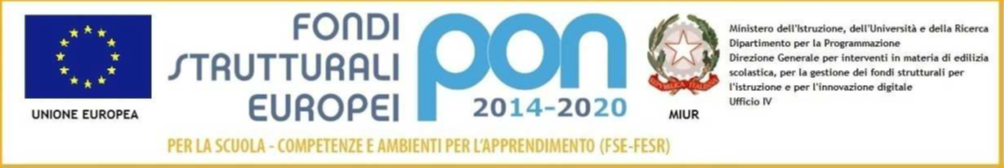 UNIONE EUROPEA
FONDI
STRUTTURALI
EUROPEI
pon
2014-2020
MIUR
Ministero dell'Istruzione, dell'Università e della Ricerca
Dipartimento per la Programmazione
Direzione Generale per interventi in materia di edilizia
scolastica, per la gestione dei fondi strutturali per
l'istruzione e per l'innovazione digitale
Ufficio IV
PER LA SCUOLA - COMPETENZE E AMBIENTI PER L'APPRENDIMENTO (FSE-FESR)